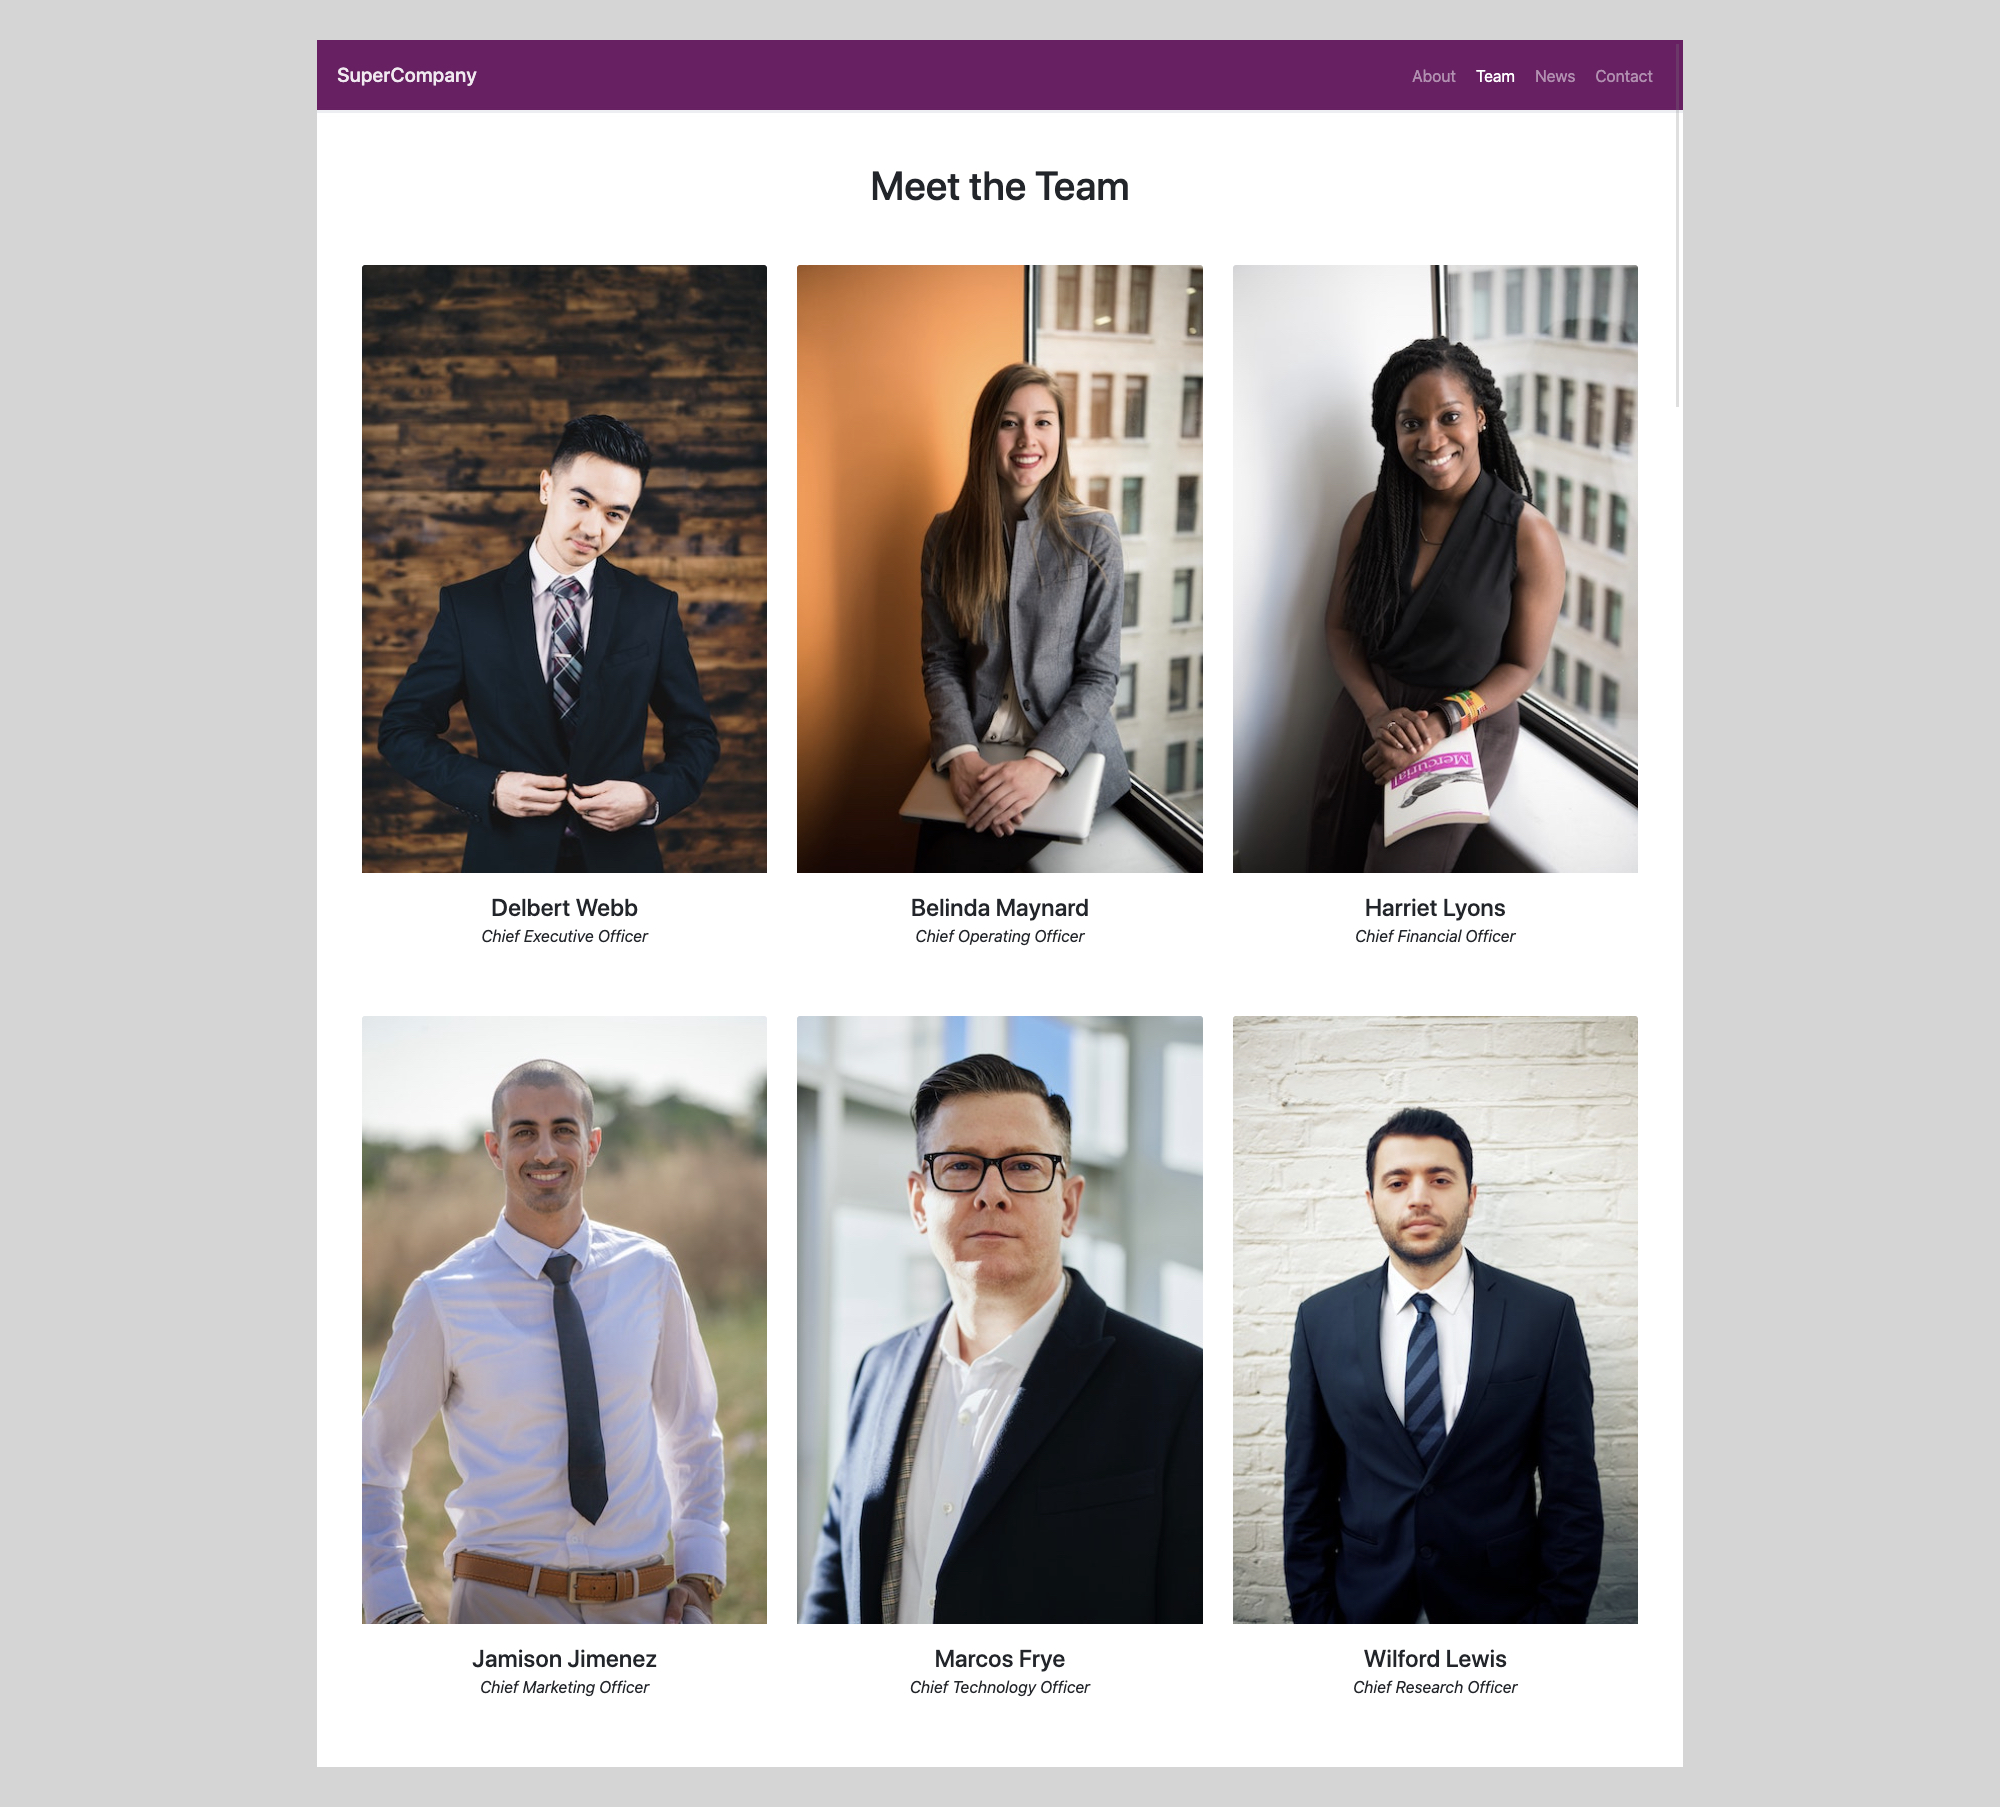 SuperCompany
About Team News Contact
Meet the Team
Mercurial
Delbert Webb
Chief Executive Officer
Belinda Maynard
Chief Operating Officer
Harriet Lyons
Chief Financial Officer
Jamison Jimenez
Chief Marketing Officer
Marcos Frye
Chief Technology Officer
Wilford Lewis
Chief Research Officer